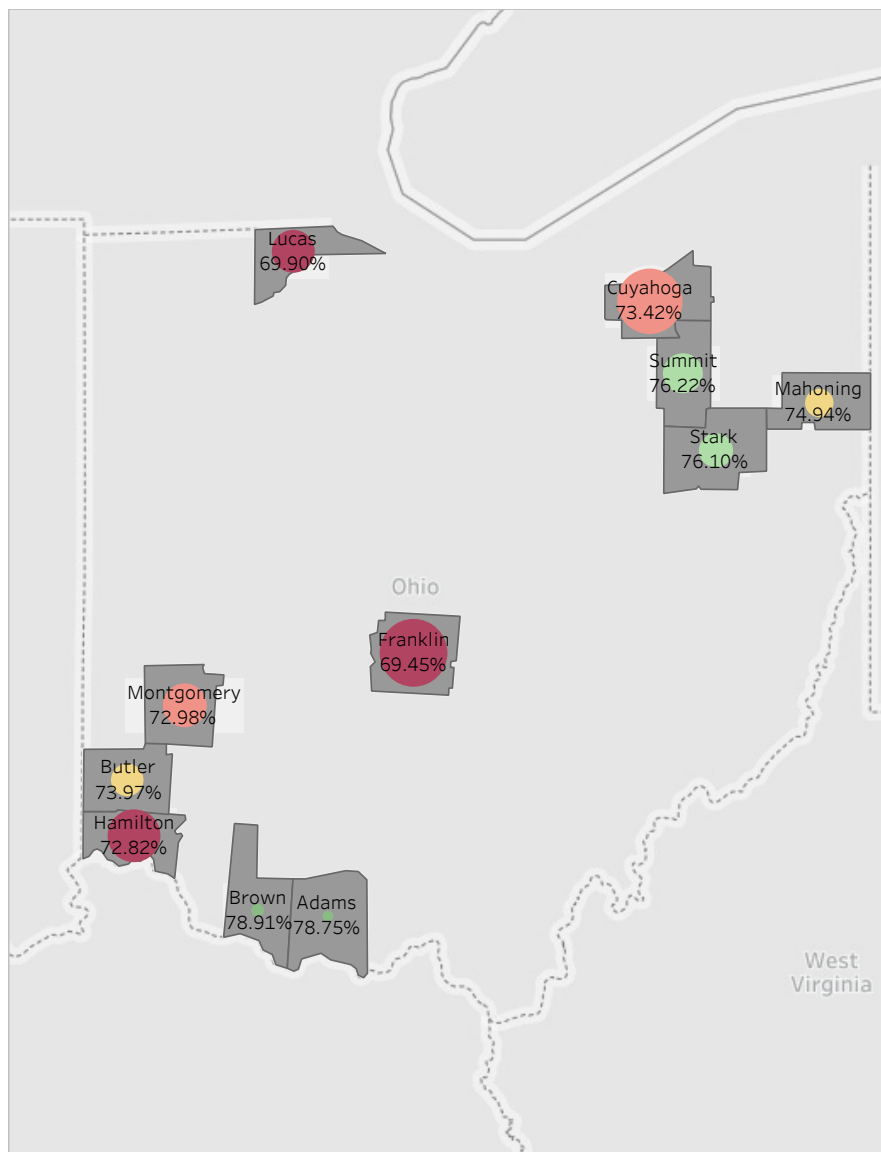 Lucas
69.90%
Cuyahoga
73.42%
Summit
76.22%
Mahoning
74.94%
Stark
76.10%
Ohio
Franklin
69.45%
Montgomery
72.98%
Butler
73.97%
Hamilton
72.82%
Brown
78.91%
Adams
78.75%
West
Virginia